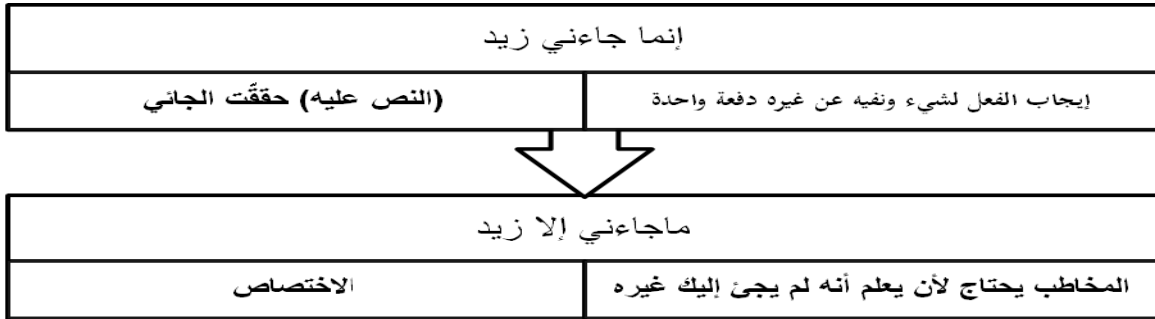 إنما جاءني زيد
إيجاب الفعل لشيء ونفيه عن غيره دفعة واحدة
(النص عليه) حققَّت الجائي
ماجاءني إلا زيد
المخاطب يحتاج لأن يعلم أنه لم يجئ إليك غيره
الاختصاص